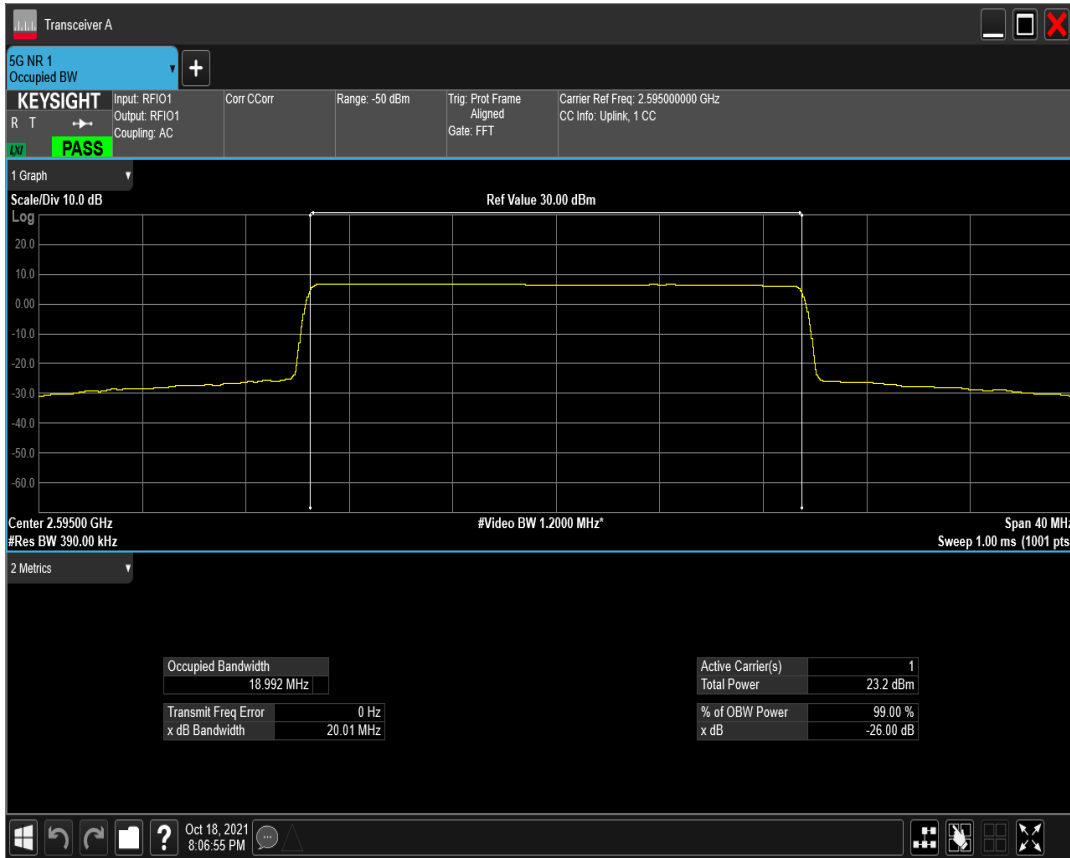 Transceiver A
5G NR 1
Occupied BW
KEYSIGHT
R T
LXI
PASS
Input: RFIO1
Output: RFIO1
Coupling: AC
Corr CCorr
Range: -50 dBm
Trig: Prot Frame
Aligned
Gate: FFT
Carrier Ref Freq: 2.595000000 GHz
CC Info: Uplink, 1 CC
1 Graph
Scale/Div 10.0 dB
Ref Value 30.00 dBm
Log
20.0
10.0
0.00
-10.0
-20.0
-30.0
-40.0
-50.0
-60.0
Center 2.59500 GHz
#Video BW 1.2000 MHz*
Span 40 MHz
#Res BW 390.00 kHz
Sweep 1.00 ms (1001 pts
2 Metrics
Occupied Bandwidth
18.992 MHz
Transmit Freq Error 0 Hz
x dB Bandwidth 20.01 MHz
Active Carrier(s) 1
Total Power 23.2 dBm
% of OBW Power 99.00 %
x dB -26.00 dB
?
Oct 18, 2021
8:06:55 PM